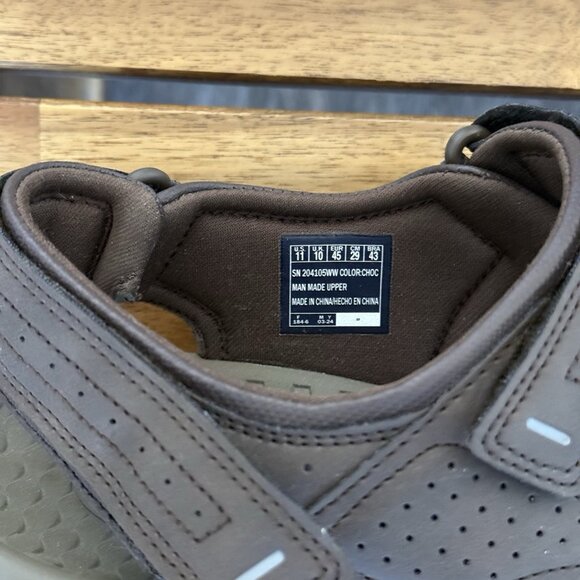 U.S. U.K. EUR CM BRA
11 10 45 29 43
SN 204105WW COLOR:CHOC
MAN MADE UPPER
MADE IN CHINA/HECHO EN CHINA
F M Y
184-6 03-24